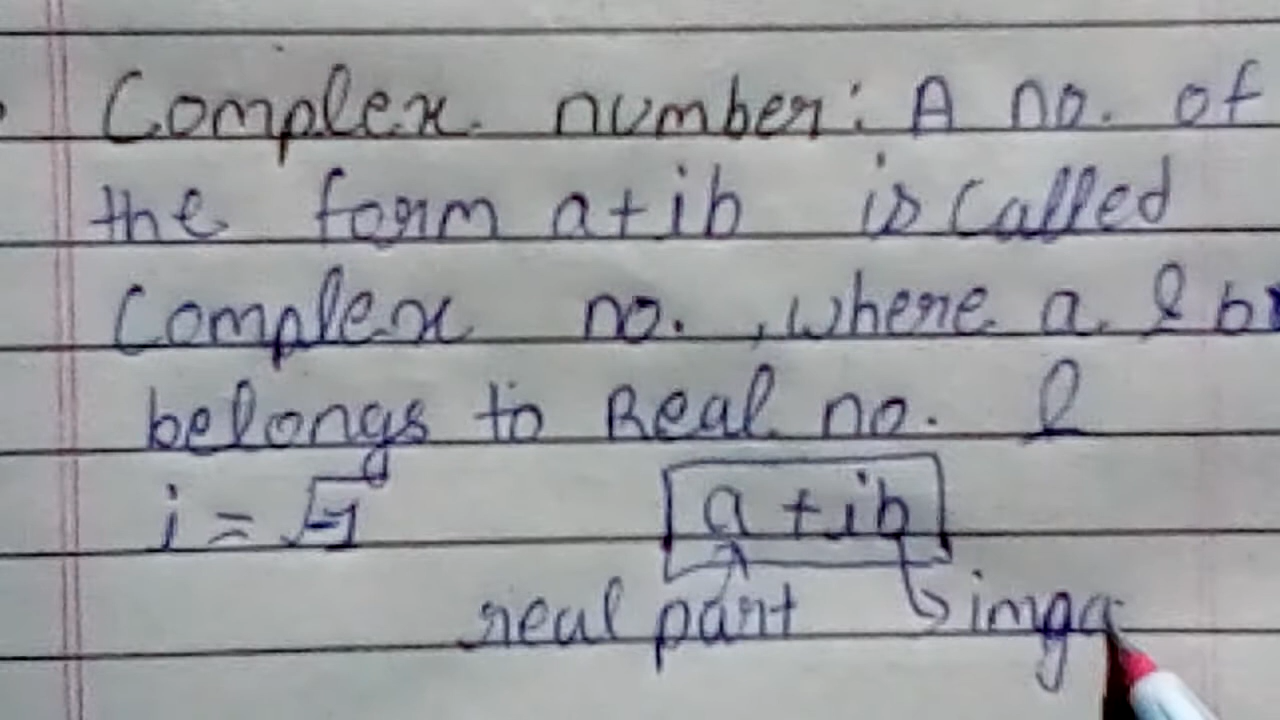 Complex number: A no. of
the form a+ib is called
Complex no., where a & b
belongs to Real no. &
i = √-1 a+ib
real part imga